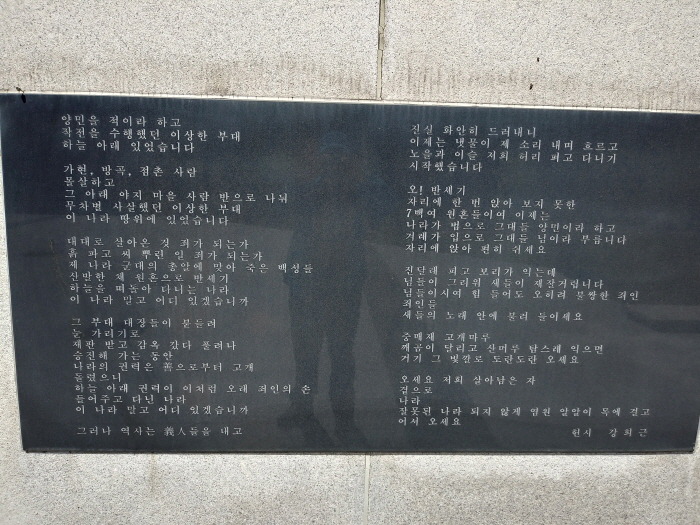 양민을 적이라 하고
작전을 수행했던 이상한 부대
하늘 아래 있었습니다
가현, 방곡, 점촌 사람
몰살하고
그 아래 야지 마을 사람 반으로 나눠
무차별 사살했던 이상한 부대
이 나라 땅위에 있었습니다
대대로 살아온 것 죄가 되는가
흙 파고 씨 뿌린 일 죄가 되는가
제 나라 군대의 총알에 맞아 죽은 백성들
산발한 채 원혼으로 반세기
하늘을 떠돌아 다니는 나라
이 나라 말고 어디 있겠습니까
그 부대 대장들이 붙들려
눈 가리기로
재판 받고 감옥 갔다 풀려나
승진해 가는 동안
나라의 권력은 善으로부터 고개
돌렸으니
하늘 아래 권력이 이처럼 오래 죄인의 손
들어주고 다닌 나라
이 나라 말고 어디 있겠습니까
그러나 역사는 義人들을 내고
진실 화안히 드러내니
이제는 냇물이 제 소리 내며 흐르고
노을과 이슬 저희 허리 펴고 다니기
시작했습니다
오! 반세기
자리에 한 번 앉아 보지 못한
7백여 원혼들이여 이제는
나라가 법으로 그대들 양민이라 하고
겨레가 입으로 그대들 님이라 부릅니다
자리에 앉아 편히 쉬세요
진달래 피고 보리가 익는데
님들이 그리워 새들이 재잘거립니다
님들이시여 힘 들어도 오히려 불쌍한 죄인
죄인들
새들의 노래 안에 불러 들이세요
중매재 고개마루
깨곰이 달리고 산머루 탐스레 익으면
거기 그 빛깔로 도란도란 오세요
오세요 저희 살아남은 자
곁으로
나라
잘못된 나라 되지 않게 염원 알알이 목에 걸고
어서 오세요
헌시 강희근